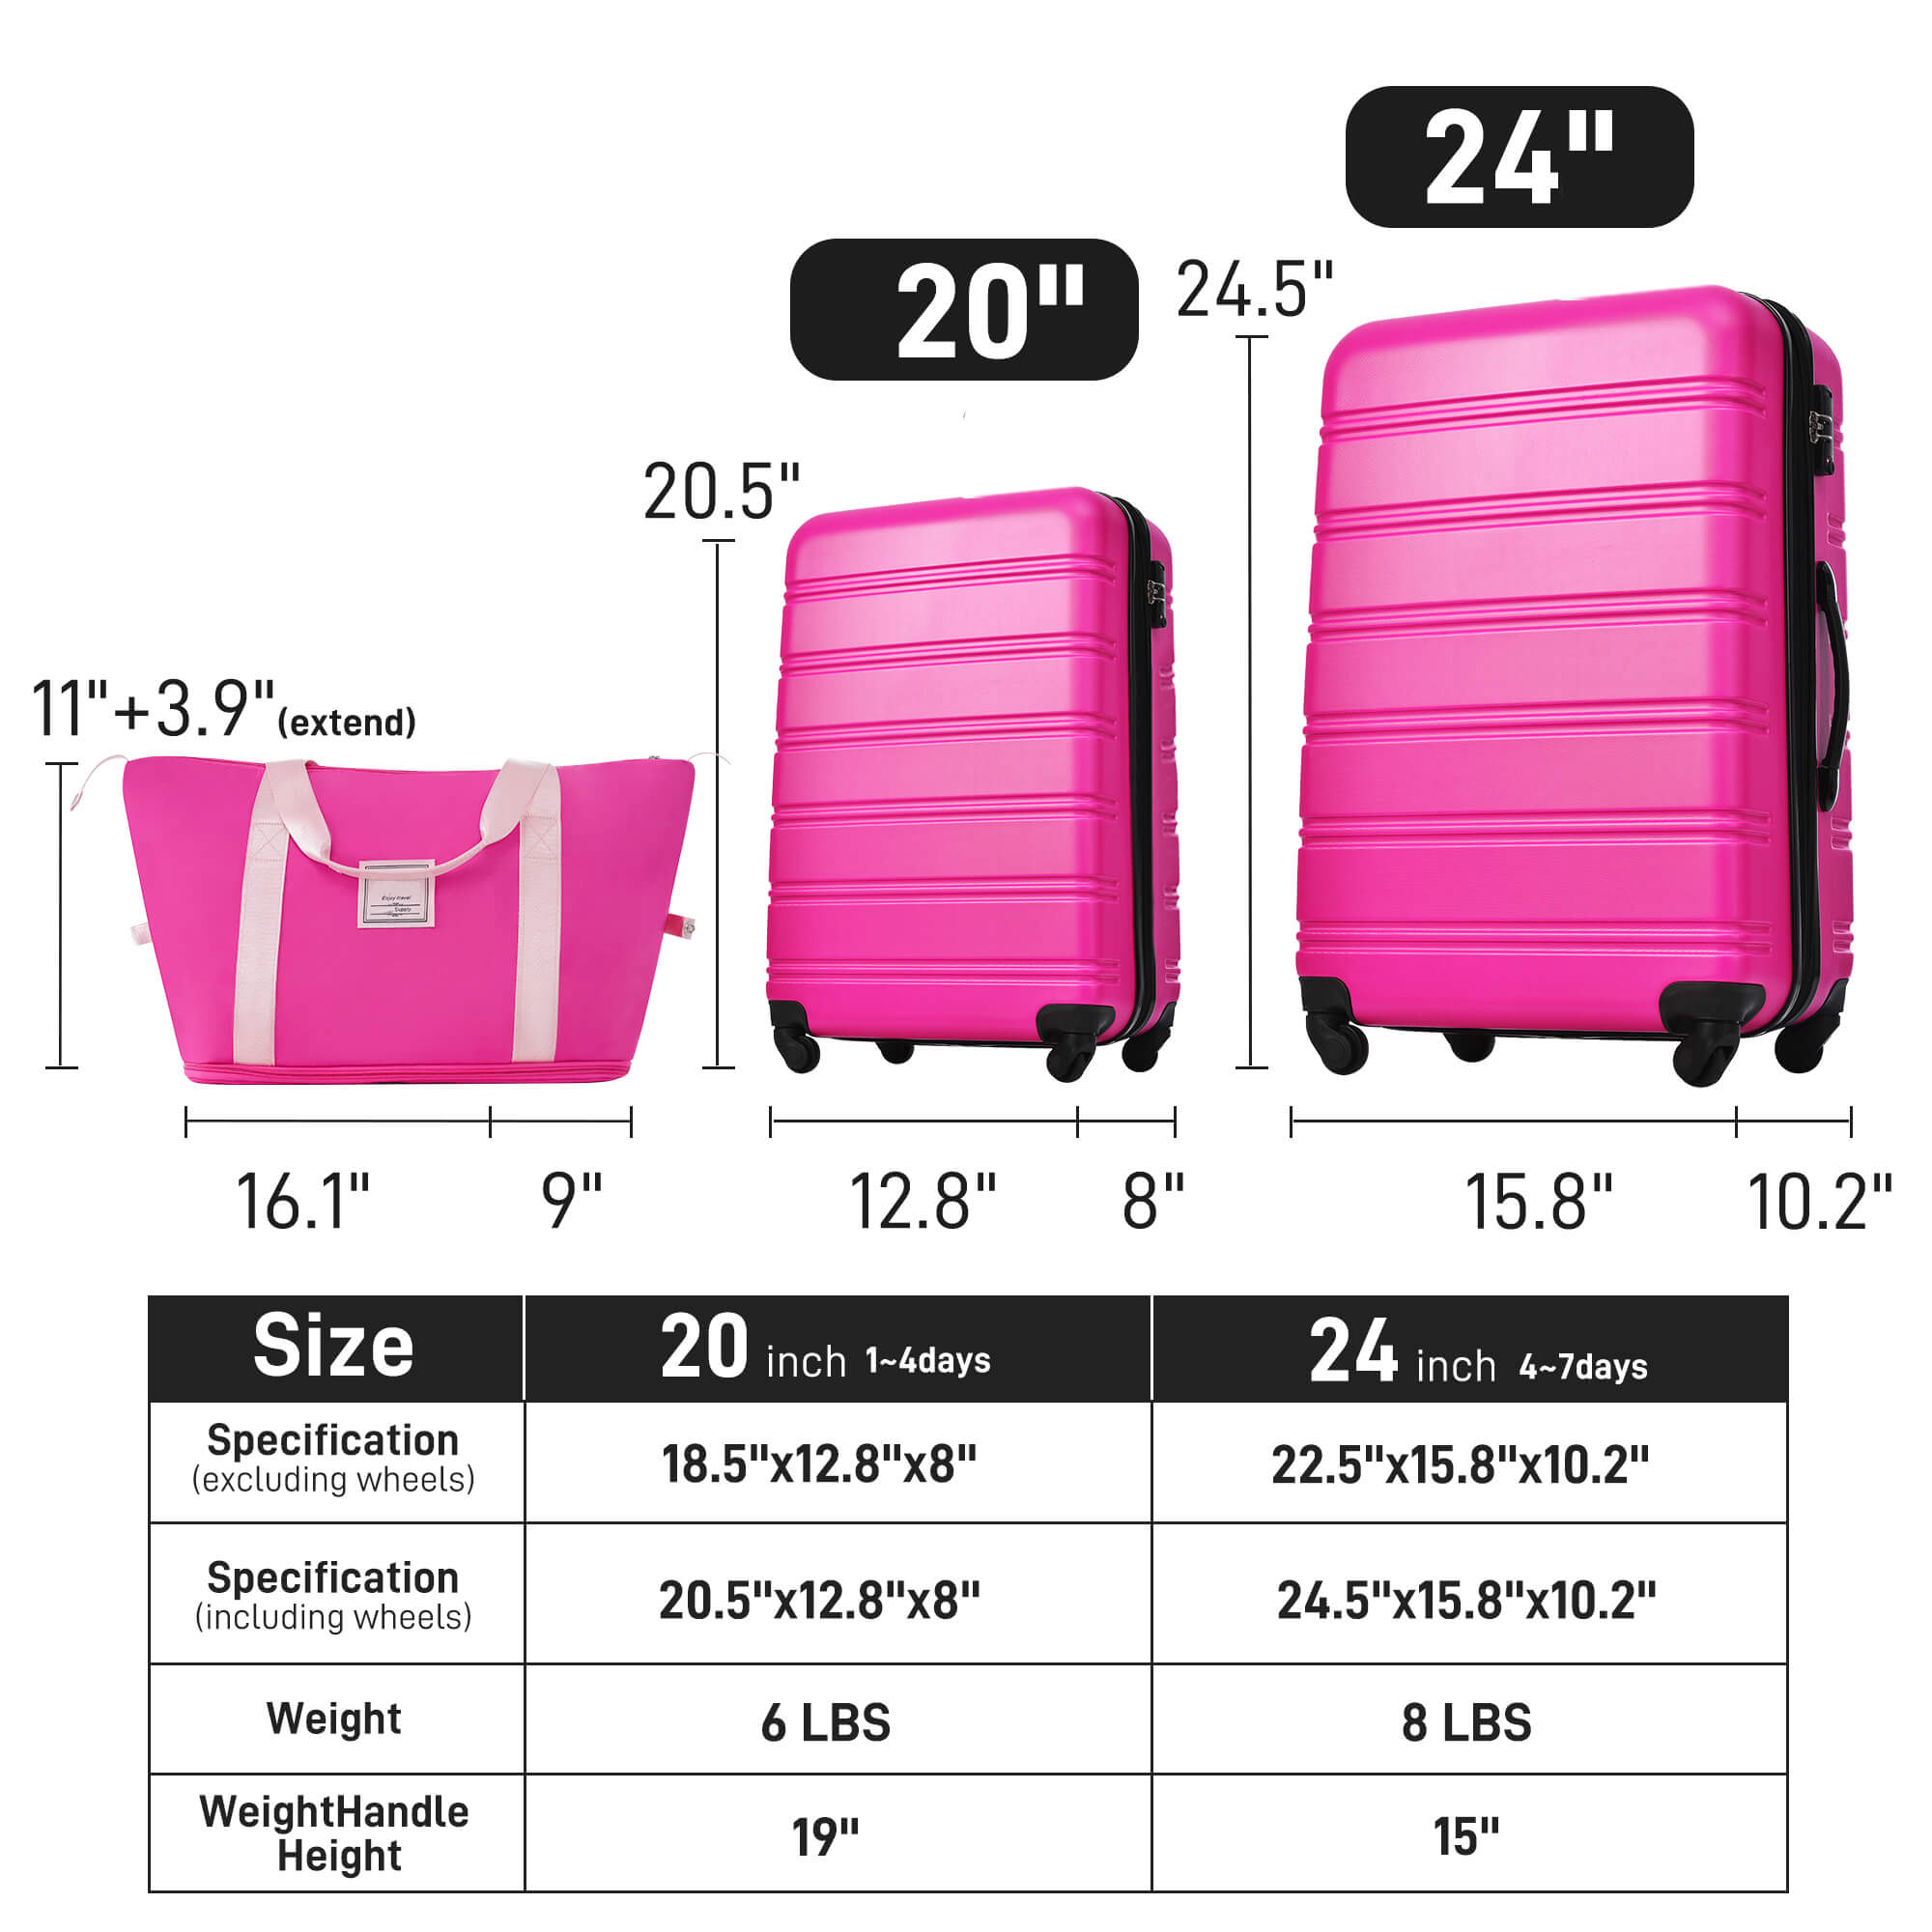 24"
20"
24.5"
20.5"
11"+3.9"(extend)
Enjoy travel
Supply
16.1" 9" 12.8" 8" 15.8" 10.2"
Size 20 inch 1~4days 24 inch 4~7days
Specification
(excluding wheels)
18.5"x12.8"x8" 22.5"x15.8"x10.2"
Specification
(including wheels)
20.5"x12.8"x8" 24.5"x15.8"x10.2"
Weight 6 LBS 8 LBS
WeightHandle
Height
19" 15"